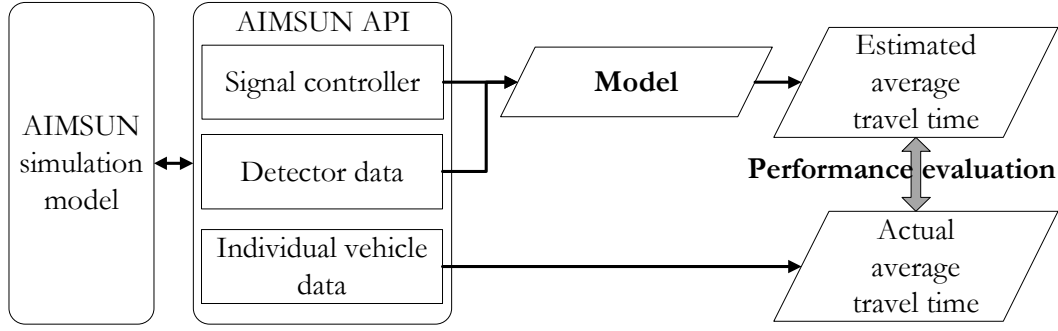 AIMSUN
simulation
model
AIMSUN API
Signal controller
Detector data
Individual vehicle
data
Model
Estimated
average
travel time
Performance evaluation
Actual
average
travel time